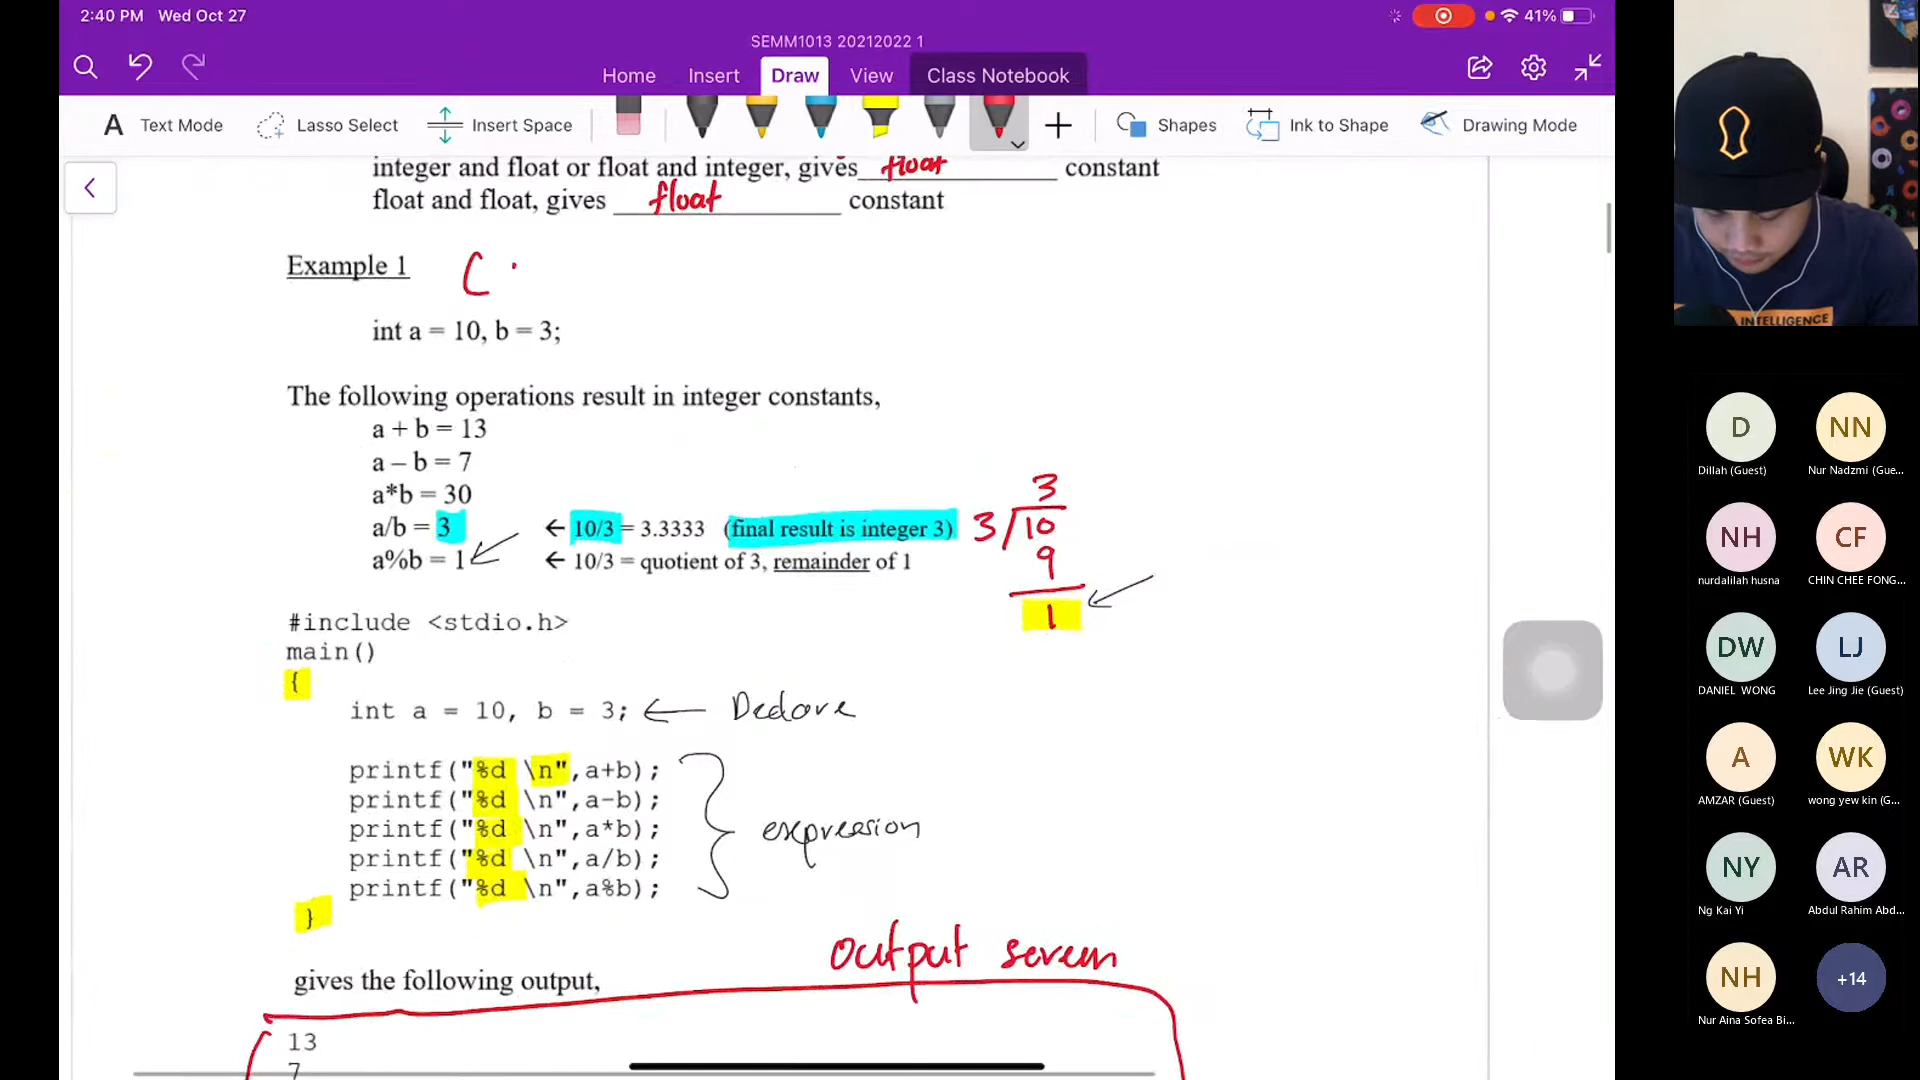 2:40 PM Wed Oct 27
41%
SEMM1013 20212022 1
Home Insert Draw View Class Notebook
A Text Mode Lasso Select Insert Space Shapes Ink to Shape Drawing Mode
integer and float or float and integer, gives float constant
float and float, gives float constant
Example 1 (
int a = 10, b = 3;
The following operations result in integer constants,
a + b = 13
a – b = 7
a*b = 30
a/b = 3 ← 10/3 = 3.3333 (final result is integer 3)
a%b = 1 ← 10/3 = quotient of 3, remainder of 1
3
3 10
9
1
#include <stdio.h>
main()
{
int a = 10, b = 3; ← Declare
printf("%d \n",a+b);
printf("%d \n",a-b);
printf("%d \n",a*b);
printf("%d \n",a/b);
printf("%d \n",a%b);
expression
}
output screen
gives the following output,
13
7
INTELLIGENCE
D NN
Dillah (Guest) Nur Nadzmi (Gue...
NH CF
nurdalilah husna CHIN CHEE FONG...
DW LJ
DANIEL WONG Lee Jing Jie (Guest)
A WK
AMZAR (Guest) wong yew kin (G...
NY AR
Ng Kai Yi Abdul Rahim Abd...
NH +14
Nur Aina Sofea Bi...